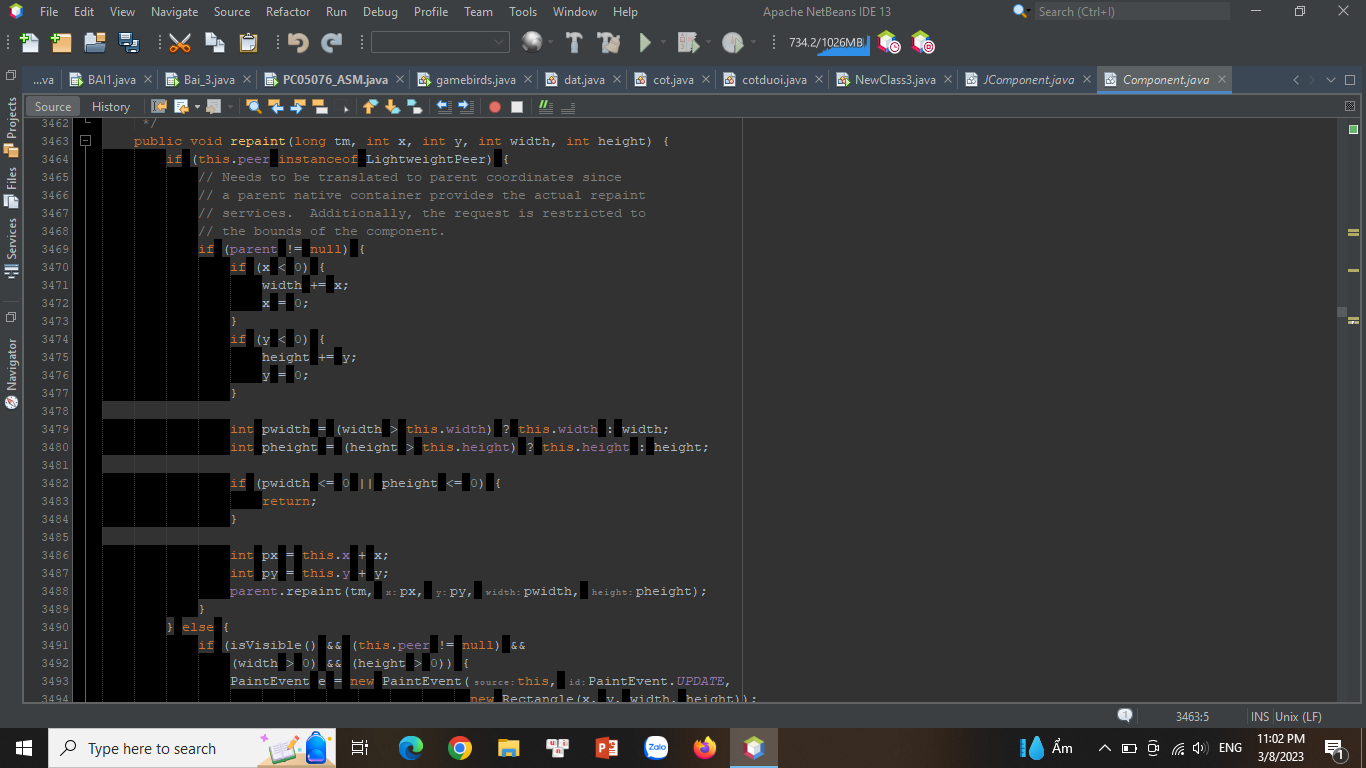 File Edit View Navigate Source Refactor Run Debug Profile Team Tools Window Help Apache NetBeans IDE 13 Search (Ctrl+I)
734.2/1026MB
...va BAI1.java Bai_3.java PC05076_ASM.java gamebirds.java dat.java cot.java cotduoi.java NewClass3.java JComponent.java Component.java
Source History
Projects
Files
Services
Navigator
3462 */
3463 public void repaint(long tm, int x, int y, int width, int height) {
3464 if (this.peer instanceof LightweightPeer) {
3465 // Needs to be translated to parent coordinates since
3466 // a parent native container provides the actual repaint
3467 // services.  Additionally, the request is restricted to
3468 // the bounds of the component.
3469 if (parent != null) {
3470 if (x < 0) {
3471 width += x;
3472 x = 0;
3473 }
3474 if (y < 0) {
3475 height += y;
3476 y = 0;
3477 }
3478
3479 int pwidth = (width > this.width) ? this.width : width;
3480 int pheight = (height > this.height) ? this.height : height;
3481
3482 if (pwidth <= 0 || pheight <= 0) {
3483 return;
3484 }
3485
3486 int px = this.x + x;
3487 int py = this.y + y;
3488 parent.repaint(tm, x: px, y: py, width: pwidth, height: pheight);
3489 }
3490 } else {
3491 if (isVisible() && (this.peer != null) &&
3492 (width > 0) && (height > 0)) {
3493 PaintEvent e = new PaintEvent( source: this, id: PaintEvent.UPDATE,
3494 new Rectangle(x, y, width, height));
1 3463:5 INS Unix (LF)
Type here to search Zalo Ẩm ENG 11:02 PM
3/8/2023 1